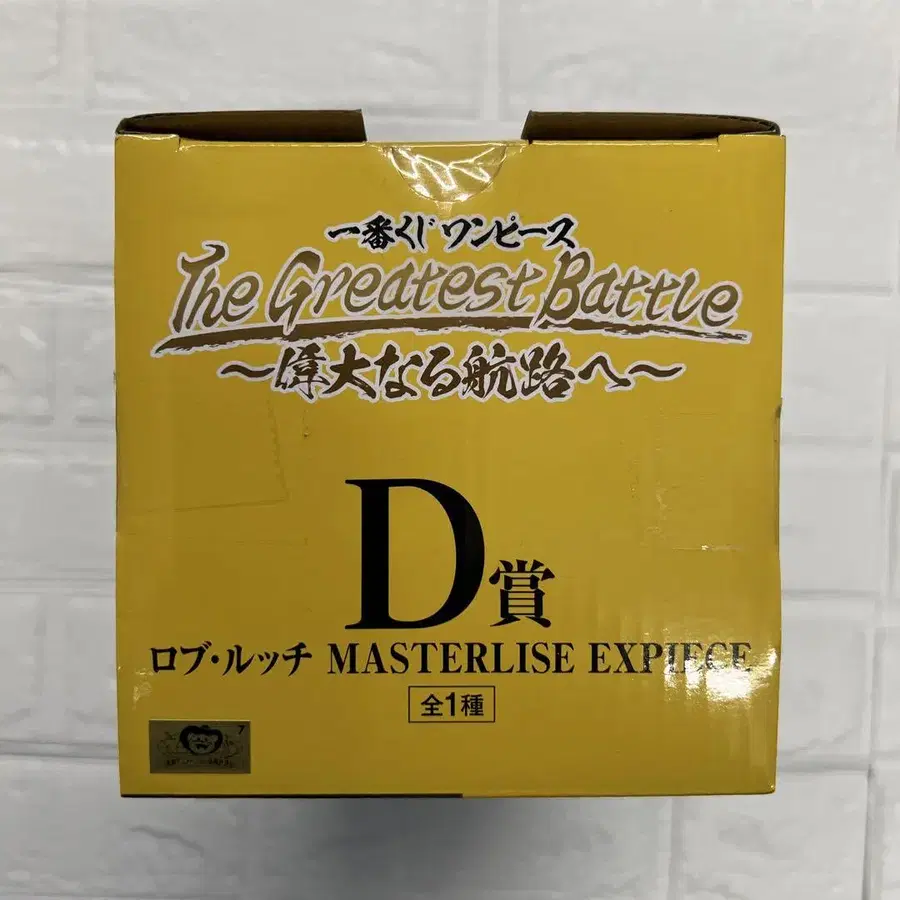 一番くじ ワンピース
The Greatest Battle
～偉大なる航路へ～
D賞
ロブ・ルッチ MASTERLISE EXPIECE
全1種
7